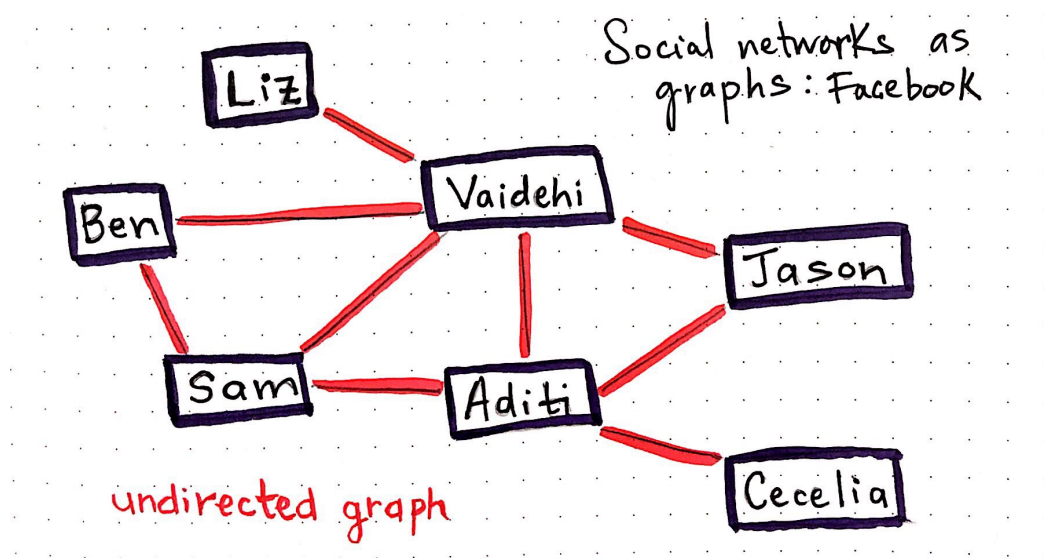 Social networks as
graphs: Facebook
Liz
Vaidehi
Ben
Jason
Sam
Aditi
Cecelia
undirected graph